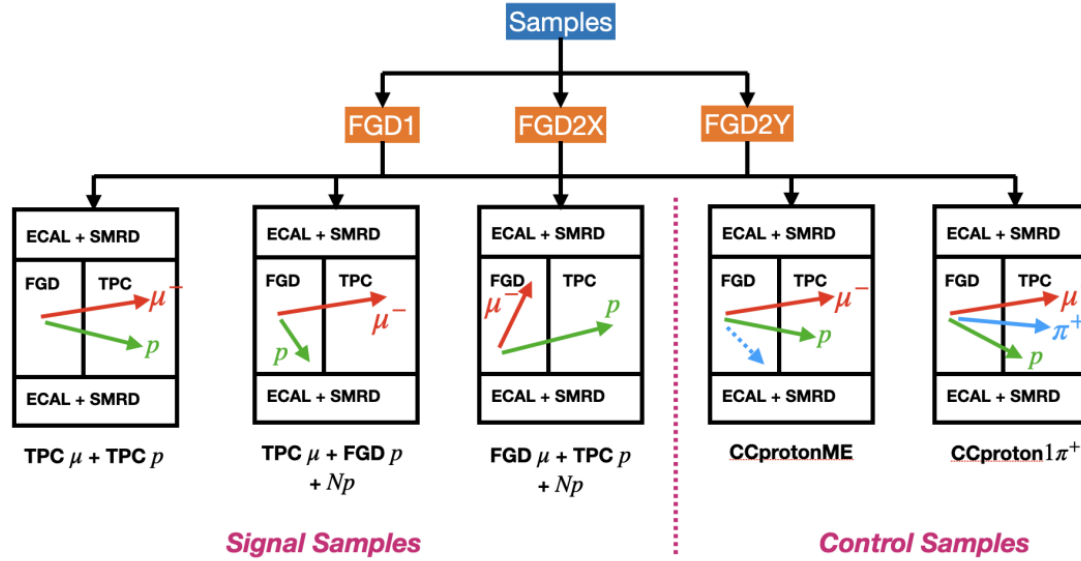 Samples
FGD1 FGD2X FGD2Y
ECAL + SMRD ECAL + SMRD ECAL + SMRD ECAL + SMRD ECAL + SMRD
FGD TPC FGD TPC FGD TPC FGD TPC FGD TPC
μ⁻ μ⁻ μ⁻ μ⁻ μ
p p p p π⁺
p
ECAL + SMRD ECAL + SMRD ECAL + SMRD ECAL + SMRD ECAL + SMRD
TPC μ + TPC p TPC μ + FGD p FGD μ + TPC p CCprotonME CCproton1π⁺
+ Np + Np
Signal Samples Control Samples